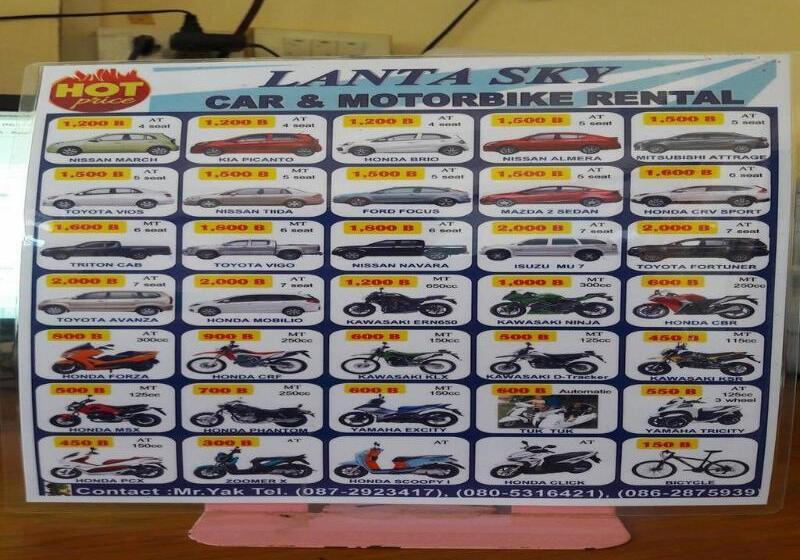 HOT
price
LANTA SKY
CAR & MOTORBIKE RENTAL
1,200 B AT 4 seat
NISSAN MARCH
1,200 B AT 4 seat
KIA PICANTO
1,200 B AT 4 seat
HONDA BRIO
1,500 B AT 5 seat
NISSAN ALMERA
1,500 B AT 5 seat
MITSUBISHI ATTRAGE
1,500 B AT 5 seat
TOYOTA VIOS
1,500 B MT 5 seat
NISSAN TIIDA
1,500 B AT 5 seat
FORD FOCUS
1,500 B AT 5 seat
MAZDA 2 SEDAN
1,600 B AT 5 seat
HONDA CRV SPORT
1,600 B MT 6 seat
TRITON CAB
1,800 B MT 6 seat
TOYOTA VIGO
1,800 B AT 6 seat
NISSAN NAVARA
2,000 B AT 7 seat
ISUZU MU 7
2,000 B AT 7 seat
TOYOTA FORTUNER
2,000 B AT 7 seat
TOYOTA AVANZA
2,000 B AT 7 seat
HONDA MOBILIO
1,200 B MT 650cc
KAWASAKI ERN650
1,000 B MT 300cc
KAWASAKI NINJA
600 B MT 250cc
HONDA CBR
800 B AT 300cc
HONDA FORZA
900 B MT 250cc
HONDA CRF
600 B MT 150cc
KAWASAKI KLX
500 B MT 125cc
KAWASAKI D-Tracker
450 B MT 115cc
KAWASAKI KSR
500 B MT 125cc
HONDA MSX
700 B MT 250cc
HONDA PHANTOM
600 B MT 150cc
YAMAHA EXCITY
600 B Automatic
TUK TUK
550 B AT 125cc
3 wheel
YAMAHA TRICITY
450 B AT 150cc
HONDA PCX
300 B AT
ZOOMER X
AT
HONDA SCOOPY I
AT
HONDA CLICK
150 B
BICYCLE
Contact :Mr.Yak Tel. (087-2923417), (080-5316421), (086-2875939)